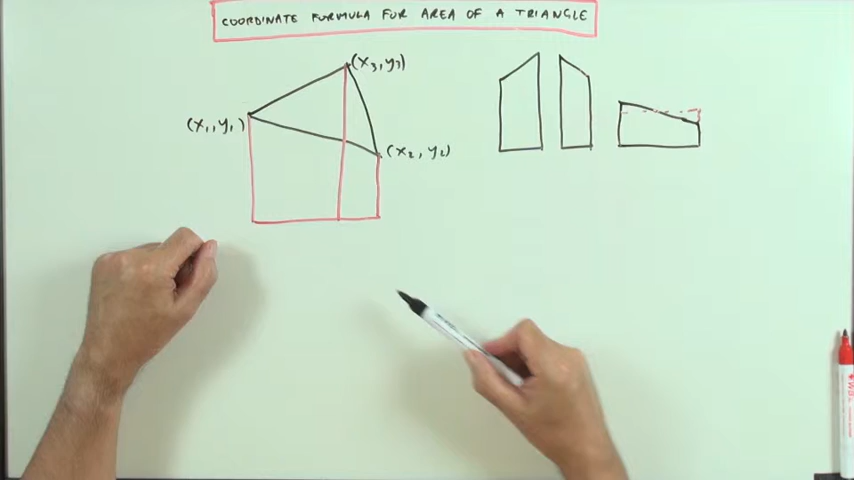 COORDINATE FORMULA FOR AREA OF A TRIANGLE
(x₃, y₃)
(x₁, y₁)
(x₂, y₂)